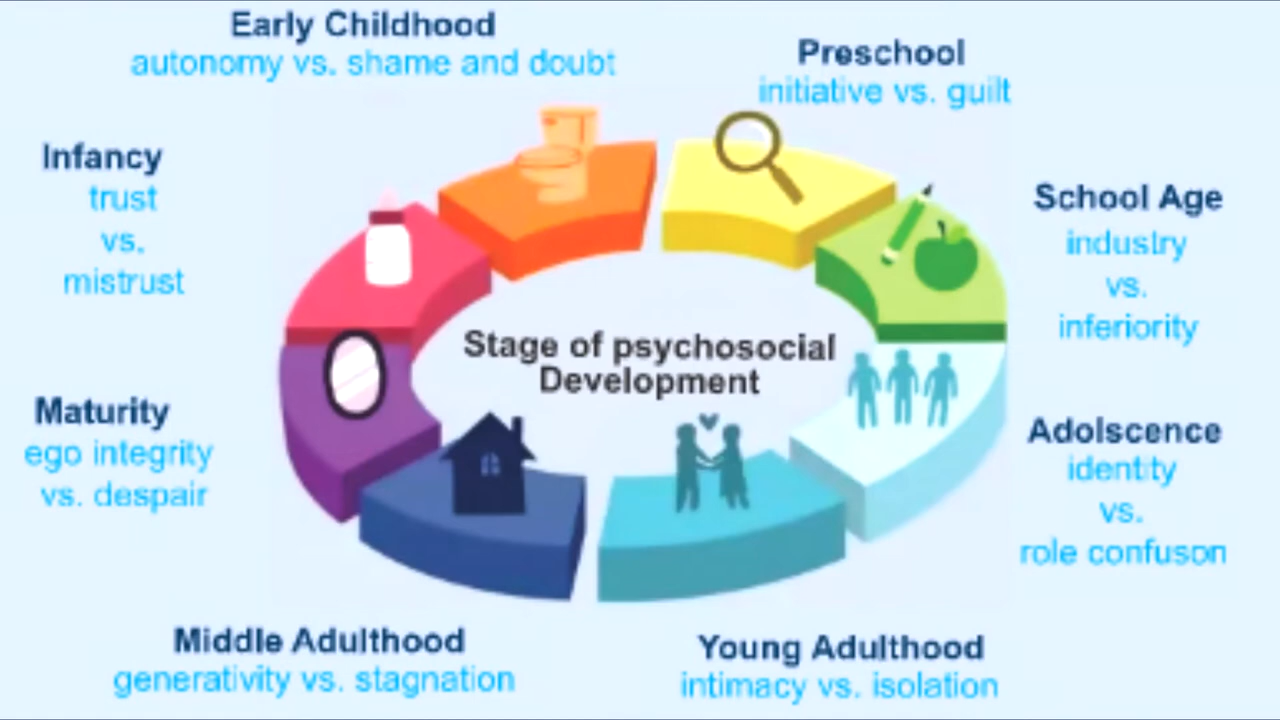 Early Childhood
autonomy vs. shame and doubt
Preschool
initiative vs. guilt
Infancy
trust
vs.
mistrust
School Age
industry
vs.
inferiority
Stage of psychosocial
Development
Maturity
ego integrity
vs. despair
Adolscence
identity
vs.
role confuson
Middle Adulthood
generativity vs. stagnation
Young Adulthood
intimacy vs. isolation